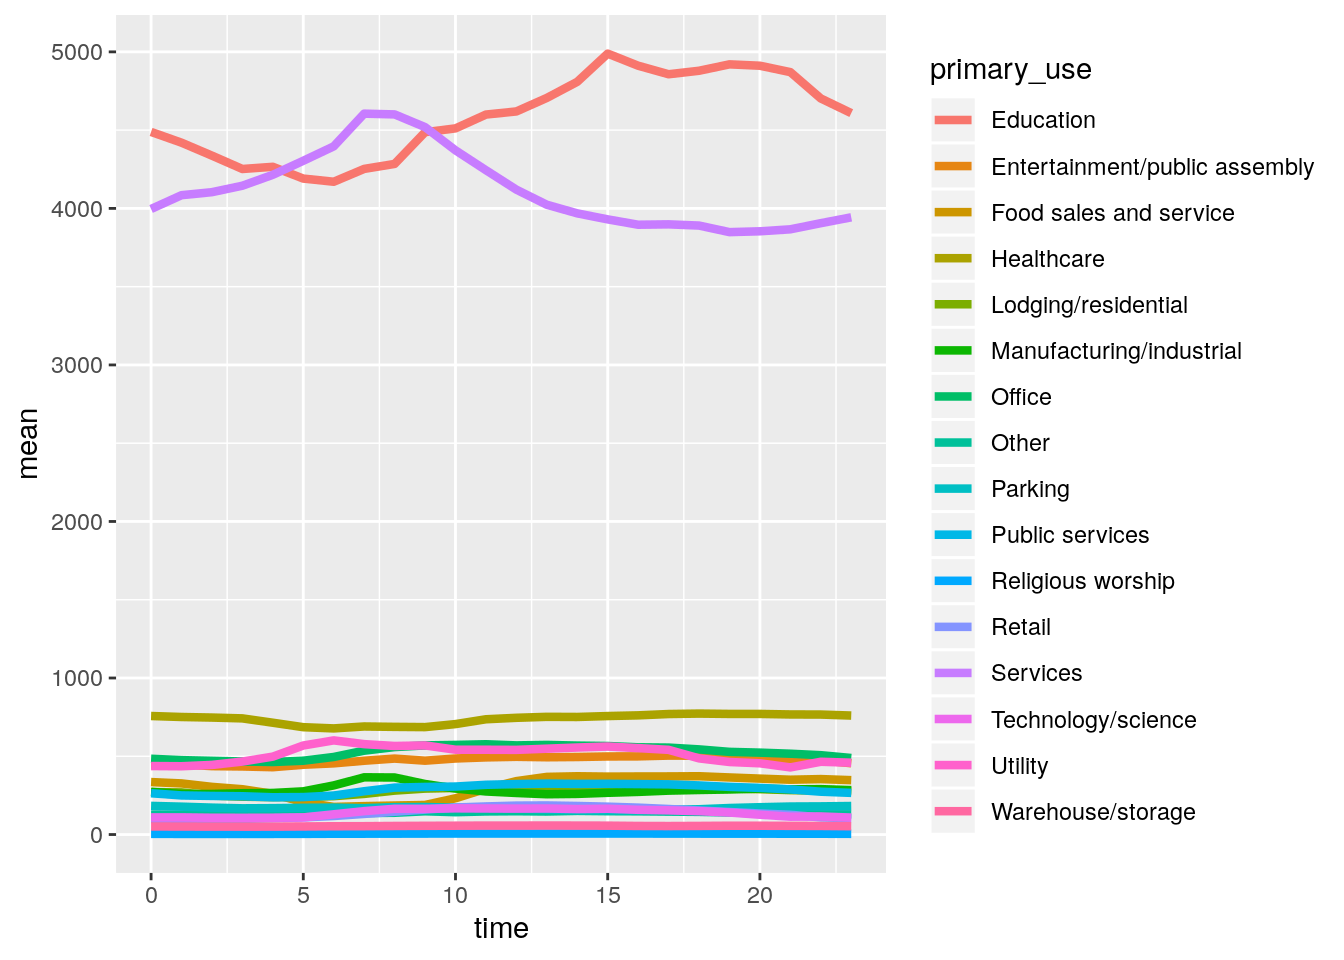 5000
4000
3000
2000
1000
0
mean
0 5 10 15 20
time
primary_use
Education
Entertainment/public assembly
Food sales and service
Healthcare
Lodging/residential
Manufacturing/industrial
Office
Other
Parking
Public services
Religious worship
Retail
Services
Technology/science
Utility
Warehouse/storage